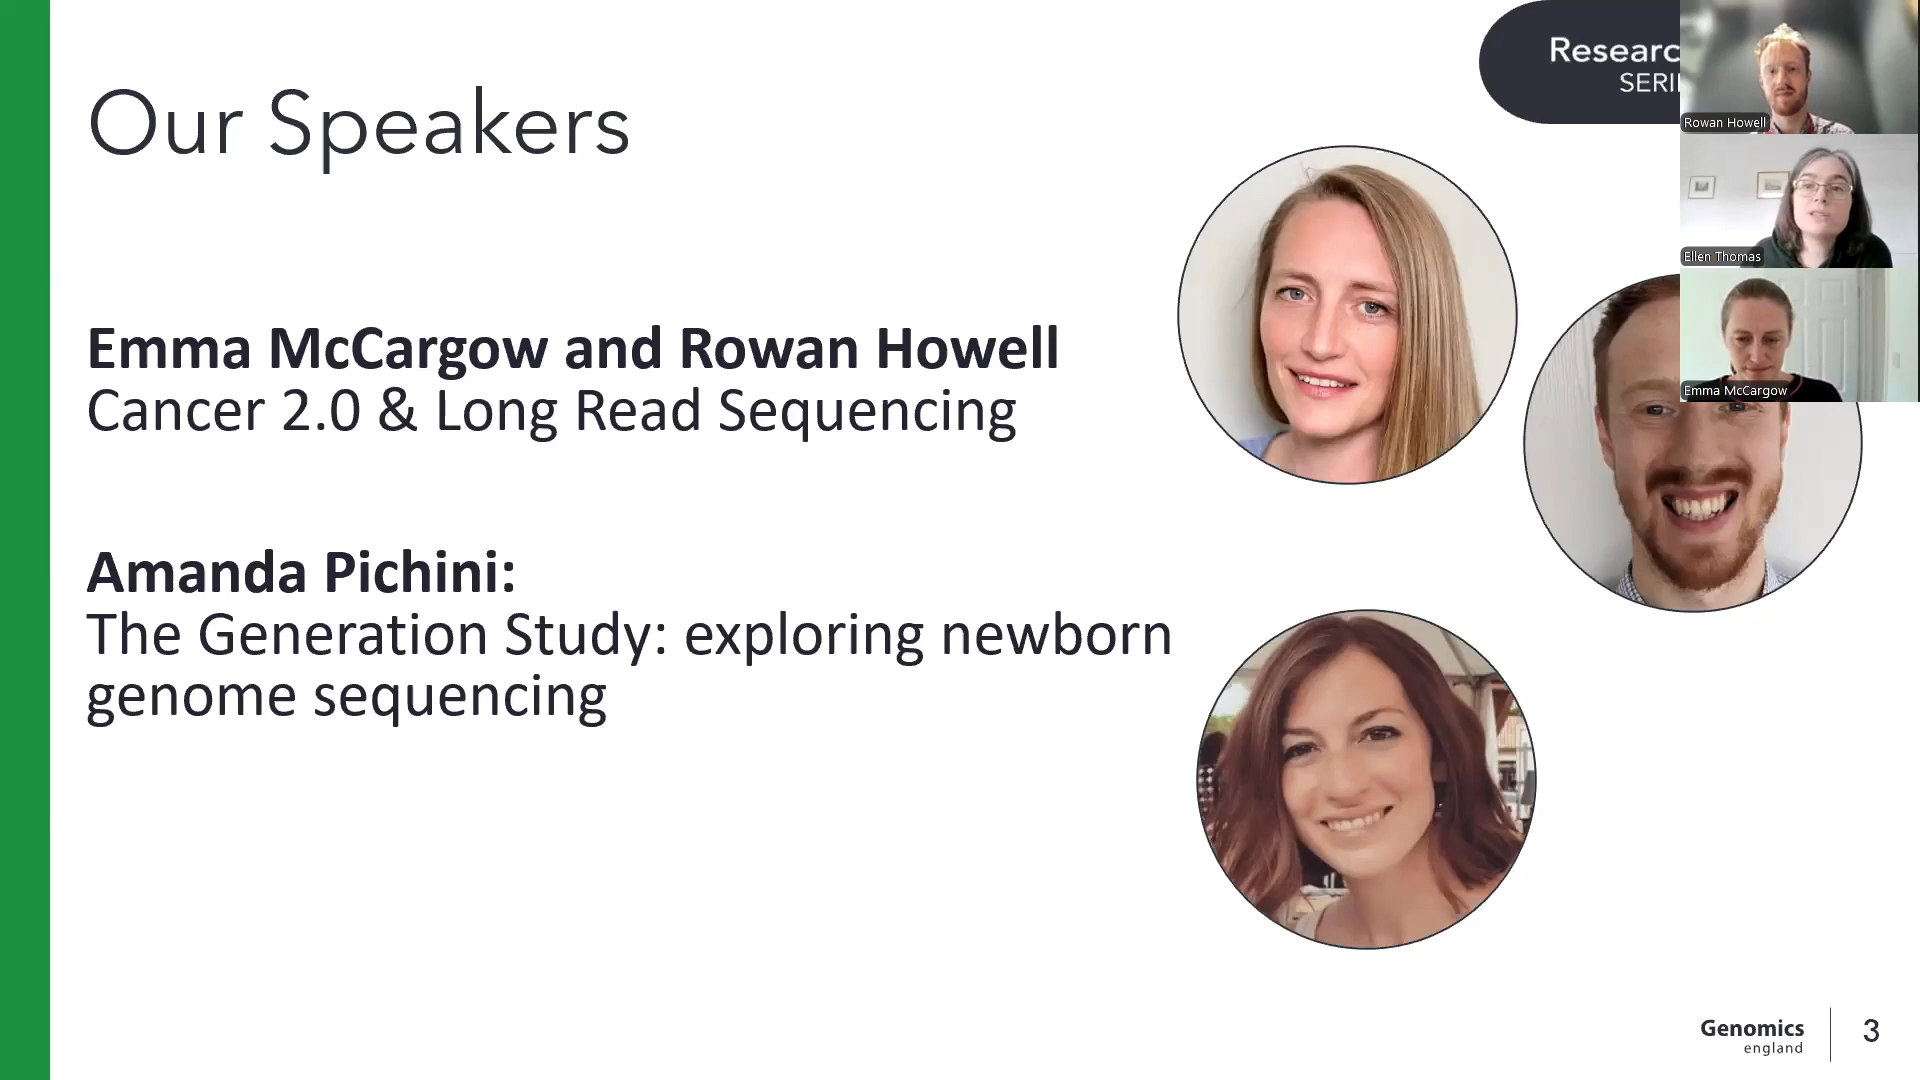 Our Speakers
Emma McCargow and Rowan Howell
Cancer 2.0 & Long Read Sequencing
Amanda Pichini:
The Generation Study: exploring newborn
genome sequencing
Rowan Howell
Ellen Thomas
Emma McCargow
Genomics
england
3